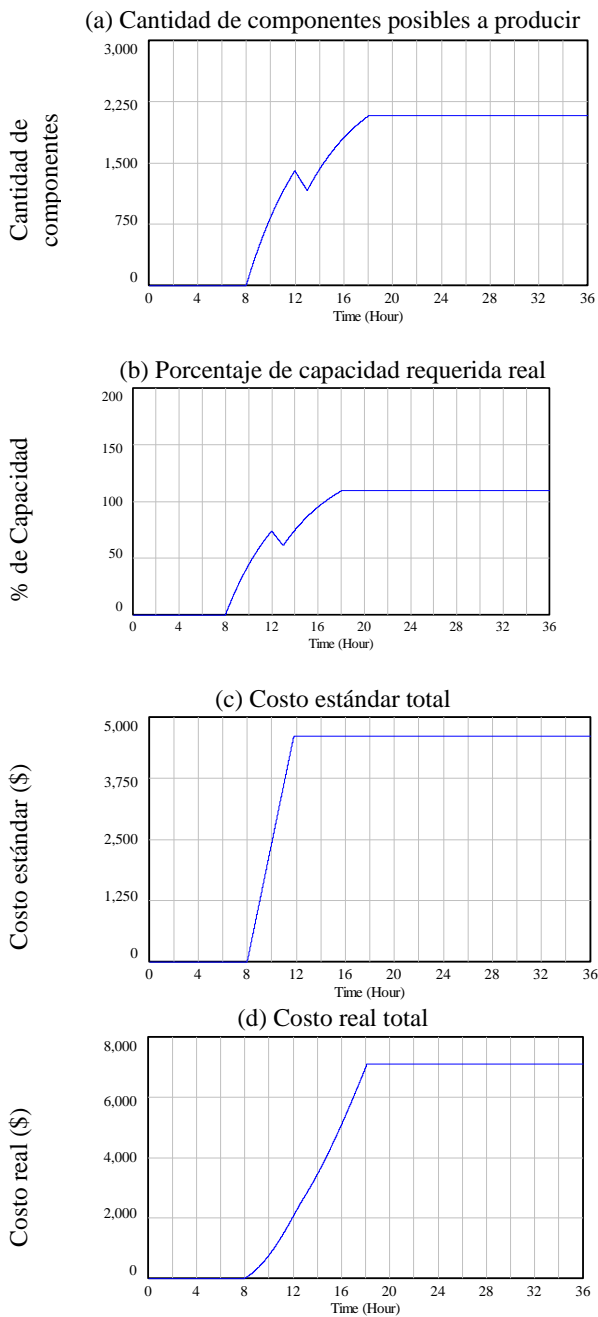 (a) Cantidad de componentes posibles a producir
Cantidad de
componentes
3,000
2,250
1,500
750
0
0 4 8 12 16 20 24 28 32 36
Time (Hour)
(b) Porcentaje de capacidad requerida real
% de Capacidad
200
150
100
50
0
0 4 8 12 16 20 24 28 32 36
Time (Hour)
(c) Costo estándar total
Costo estándar ($)
5,000
3,750
2,500
1,250
0
0 4 8 12 16 20 24 28 32 36
Time (Hour)
(d) Costo real total
Costo real ($)
8,000
6,000
4,000
2,000
0
0 4 8 12 16 20 24 28 32 36
Time (Hour)